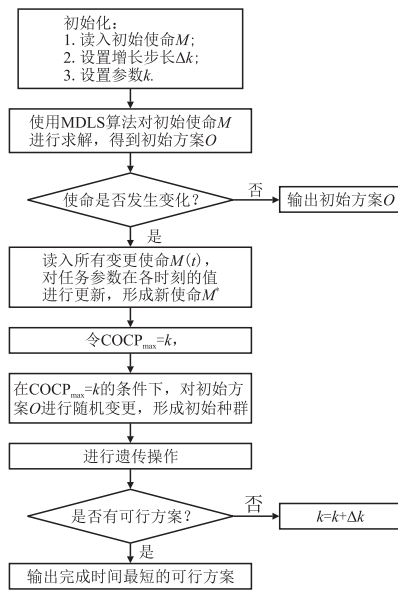 初始化:
1. 读入初始使命M;
2. 设置增长步长Δk;
3. 设置参数k.
使用MDLS算法对初始使命M
进行求解，得到初始方案O
使命是否发生变化?
否
输出初始方案O
是
读入所有变更使命M(t)，
对任务参数在各时刻的值
进行更新，形成新使命M*
令COCPmax=k，
在COCPmax=k的条件下，对初始方
案O进行随机变更，形成初始种群
进行遗传操作
是否有可行方案?
否
k=k+Δk
是
输出完成时间最短的可行方案